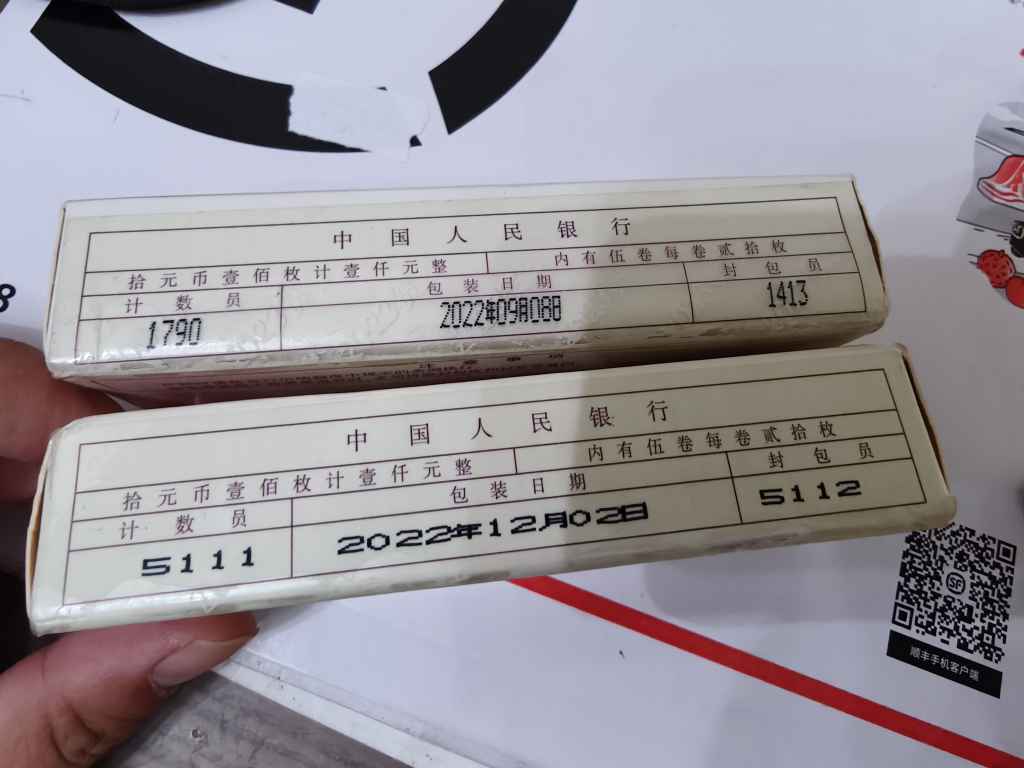 中国人民银行
拾元币壹佰枚计壹仟元整 内有伍卷每卷贰拾枚
计数员 包装日期 封包员
1790 2022年09月08日 1413
中国人民银行
拾元币壹佰枚计壹仟元整 内有伍卷每卷贰拾枚
计数员 包装日期 封包员
5111 2022年12月02日 5112
8
SF
顺丰手机客户端